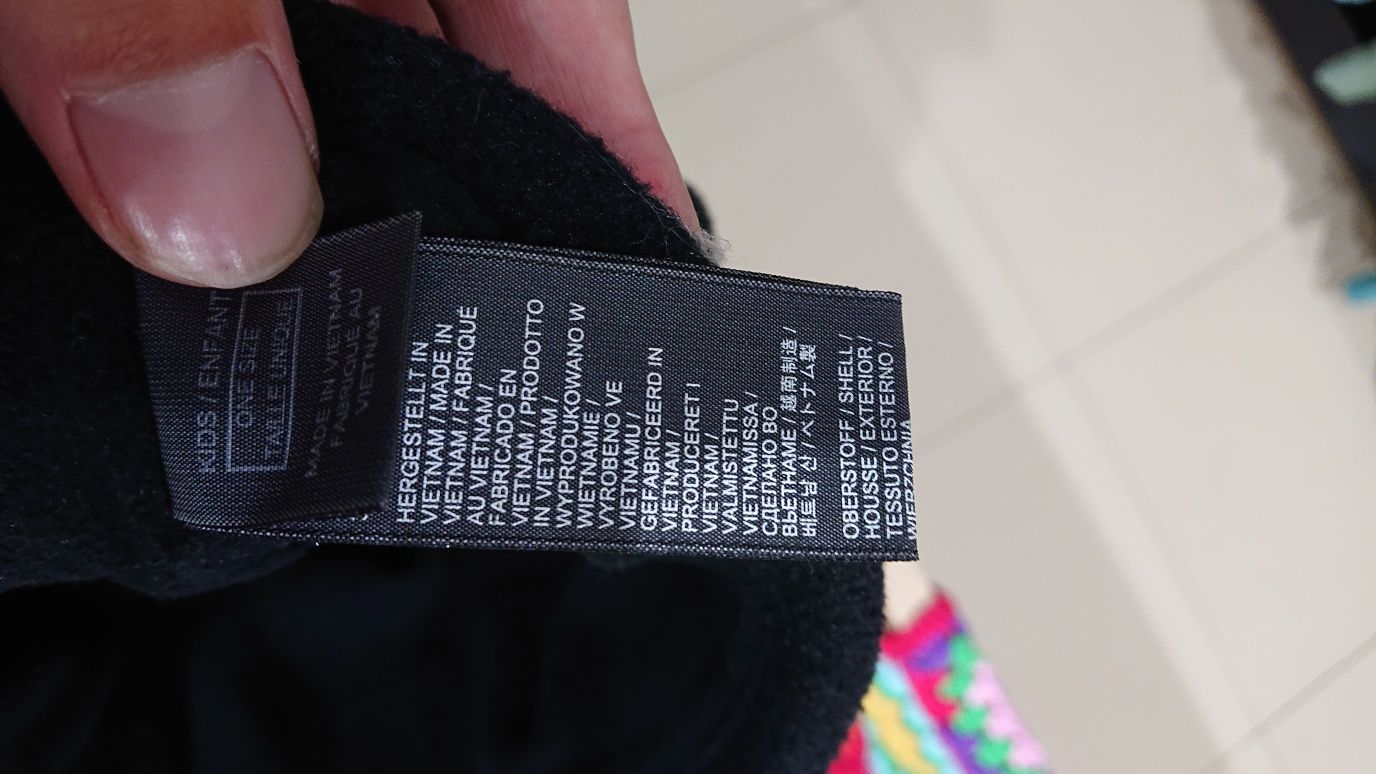 KIDS / ENFANT
ONE SIZE
TAILLE UNIQUE
MADE IN VIETNAM
FABRIQUÉ AU
VIETNAM
HERGESTELLT IN
VIETNAM / MADE IN
VIETNAM / FABRIQUÉ
AU VIETNAM /
FABRICADO EN
VIETNAM / PRODOTTO
IN VIETNAM /
WYPRODUKOWANO W
WIETNAMIE /
VYROBENO VE
VIETNAMU /
GEFABRICEERD IN
VIETNAM /
PRODUCERET I
VIETNAM /
VALMISTETTU
VIETNAMISSA /
СДЕЛАНО ВО
ВЬЕТНАМЕ / 越南制造 /
베트남 산 / ベトナム製
OBERSTOFF / SHELL /
HOUSSE / EXTERIOR /
TESSUTO ESTERNO /
WIERZCHNIA